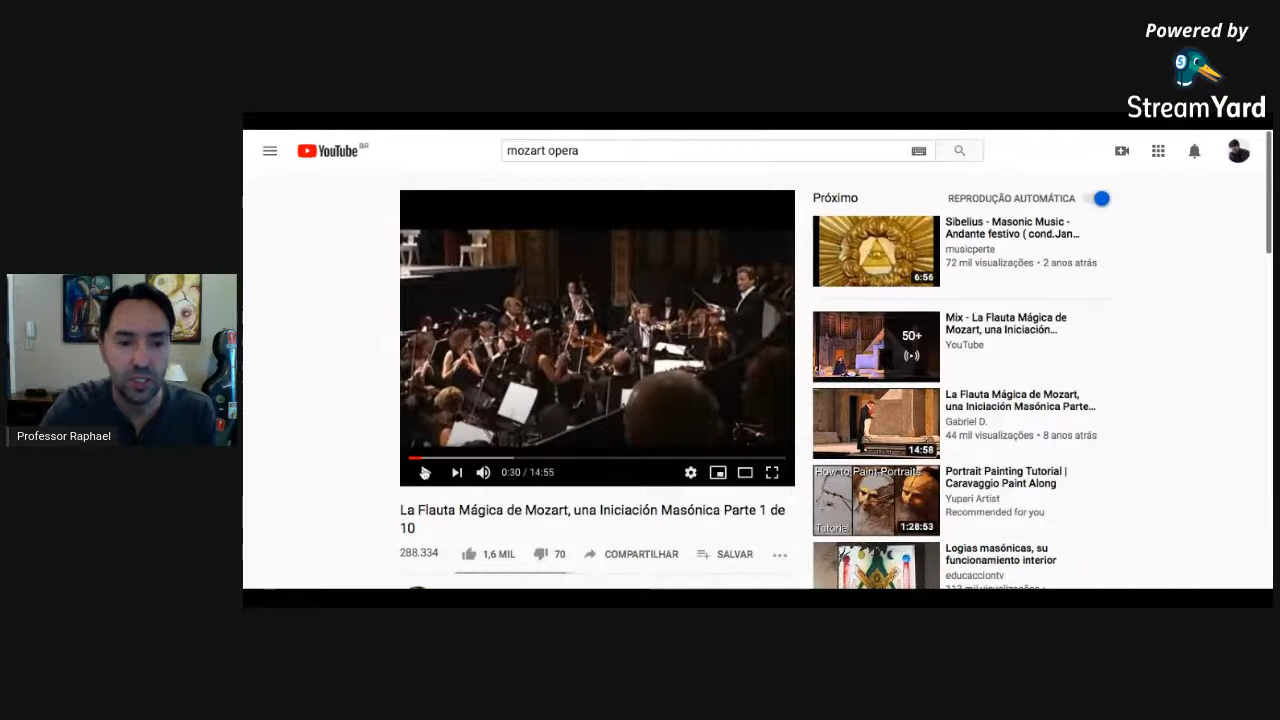 Powered by
StreamYard
YouTube BR
mozart opera
Próximo
REPRODUÇÃO AUTOMÁTICA
Sibelius - Masonic Music -
Andante festivo ( cond.Jan...
musicperte
72 mil visualizações • 2 anos atrás
6:56
Mix - La Flauta Mágica de
Mozart, una Iniciación...
YouTube
50+
La Flauta Mágica de Mozart,
una Iniciación Masónica Parte...
Gabriel D.
44 mil visualizações • 8 anos atrás
14:58
How to Paint Portraits
Tutorial
1:28:53
Portrait Painting Tutorial |
Caravaggio Paint Along
Yupari Artist
Recommended for you
Logias masónicas, su
funcionamiento interior
educacciontv
Professor Raphael
0:30 / 14:55
La Flauta Mágica de Mozart, una Iniciación Masónica Parte 1 de
10
288.334
1,6 MIL
70
COMPARTILHAR
SALVAR